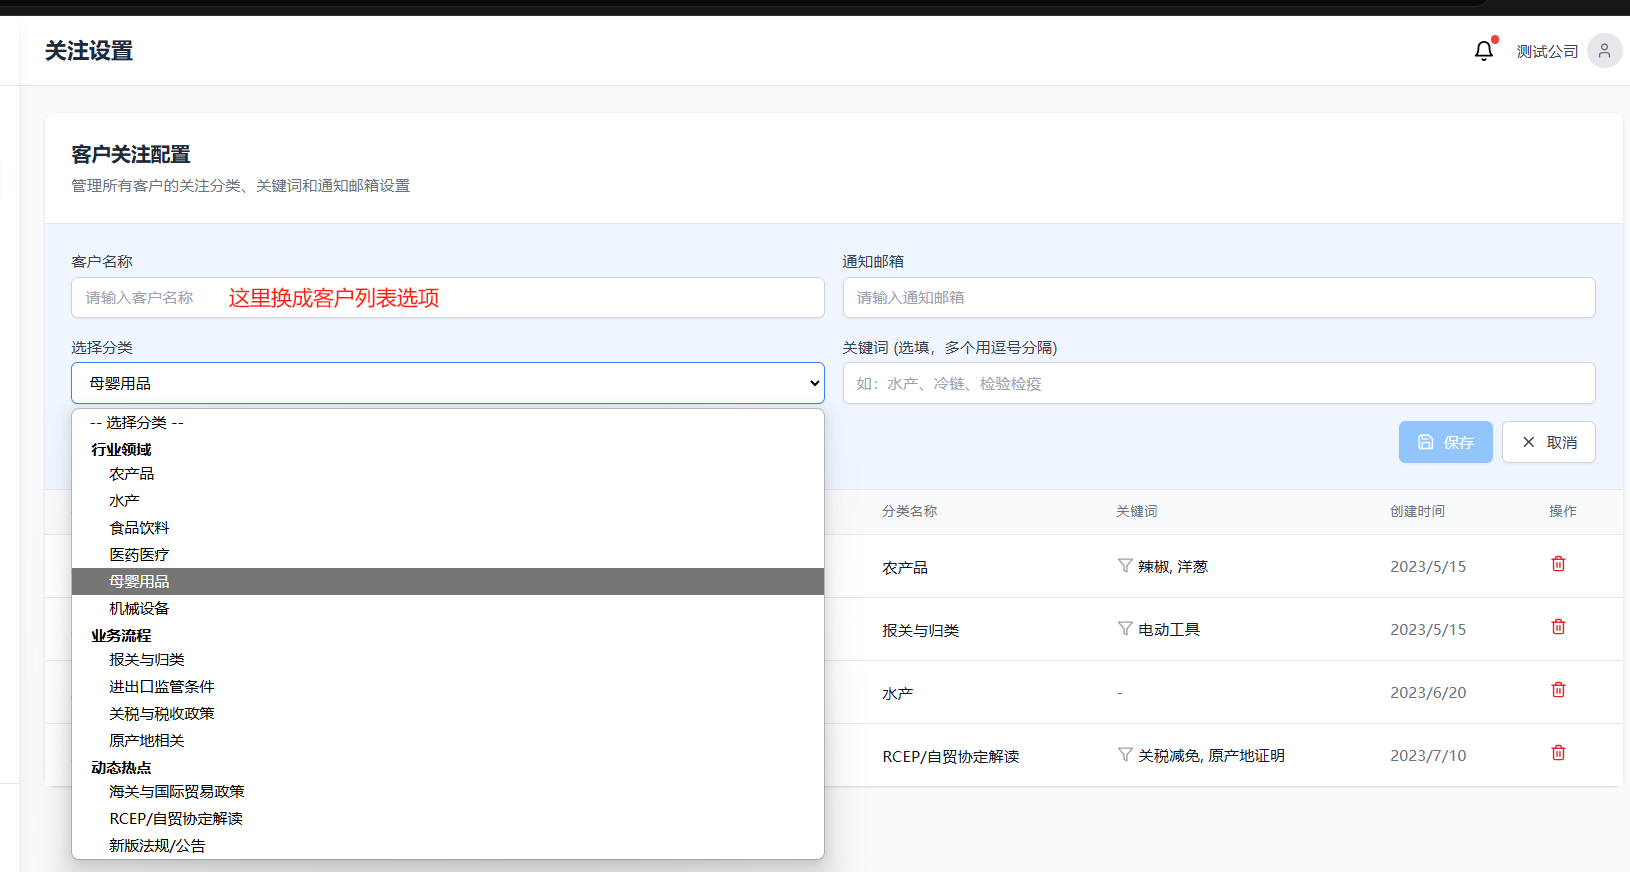 关注设置
测试公司
客户关注配置
管理所有客户的关注分类、关键词和通知邮箱设置
客户名称
通知邮箱
请输入客户名称
这里换成客户列表选项
请输入通知邮箱
选择分类
关键词 (选填，多个用逗号分隔)
母婴用品
如：水产、冷链、检验检疫
保存
取消
-- 选择分类 --
行业领域
农产品
水产
食品饮料
医药医疗
母婴用品
机械设备
业务流程
报关与归类
进出口监管条件
关税与税收政策
原产地相关
动态热点
海关与国际贸易政策
RCEP/自贸协定解读
新版法规/公告
分类名称 关键词 创建时间 操作
农产品 辣椒, 洋葱 2023/5/15
报关与归类 电动工具 2023/5/15
水产 - 2023/6/20
RCEP/自贸协定解读 关税减免, 原产地证明 2023/7/10